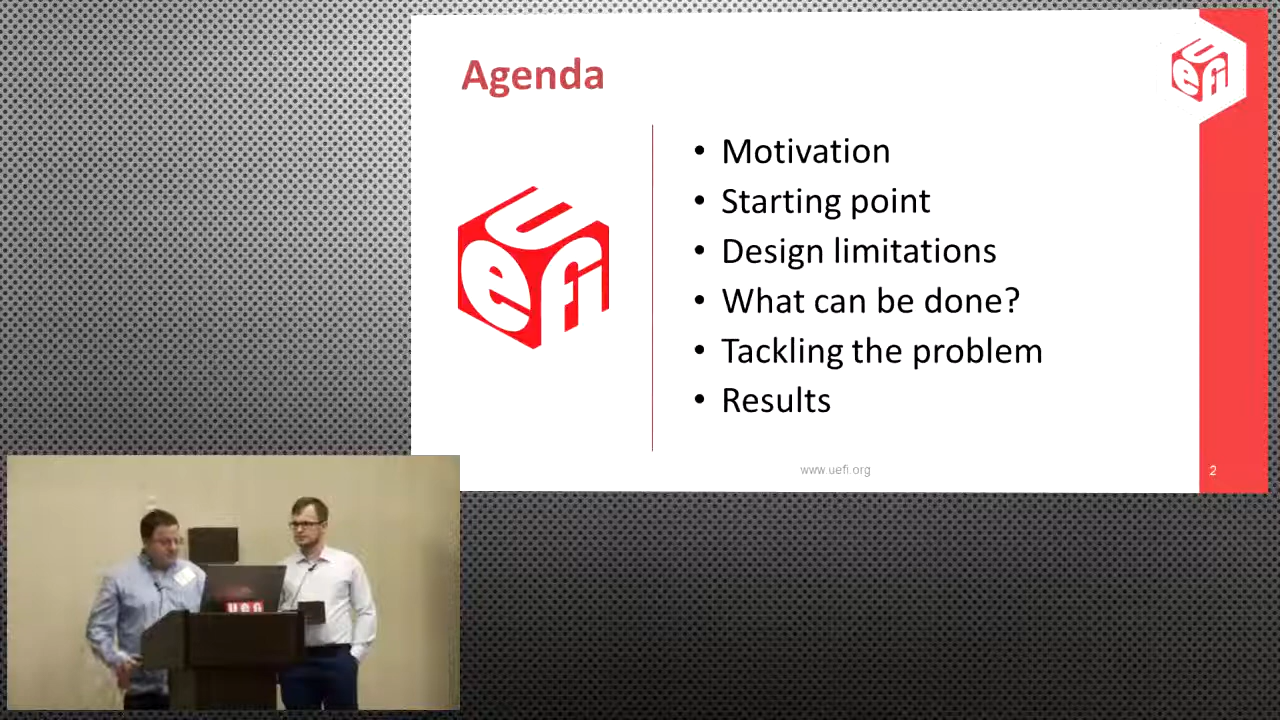 Agenda
uefi
uefi
• Motivation
• Starting point
• Design limitations
• What can be done?
• Tackling the problem
• Results
www.uefi.org
2
uefi